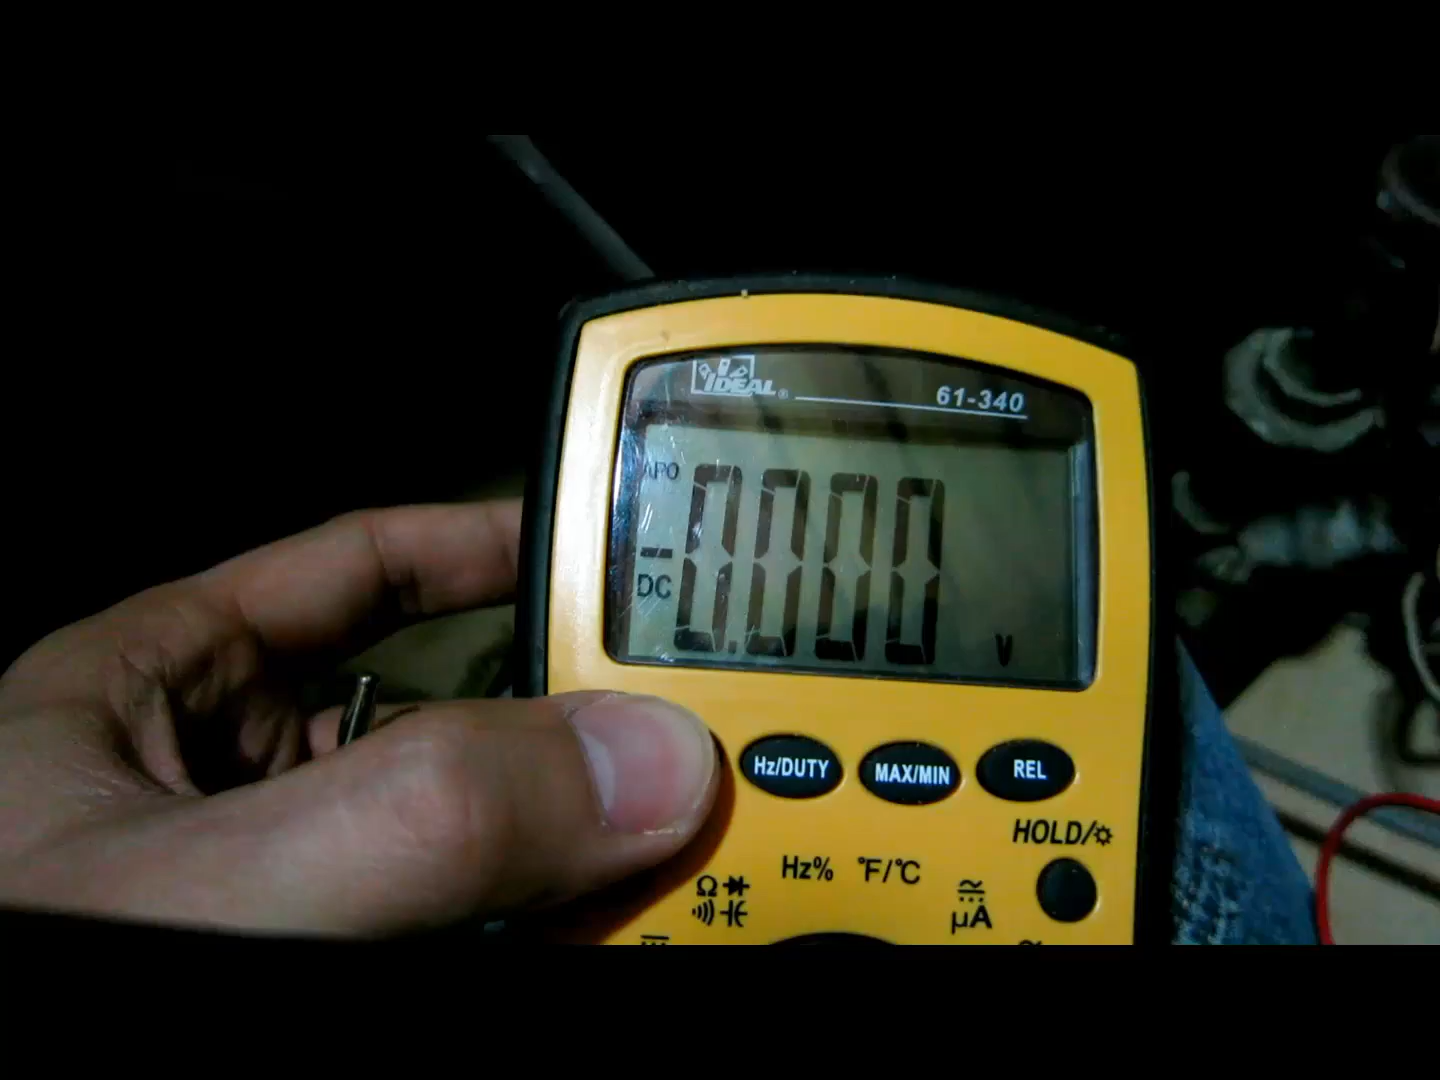 IDEAL®
61-340
APO
-
DC
0.000
V
Hz/DUTY
MAX/MIN
REL
HOLD/☼
Hz%
°F/°C
Ω
µA